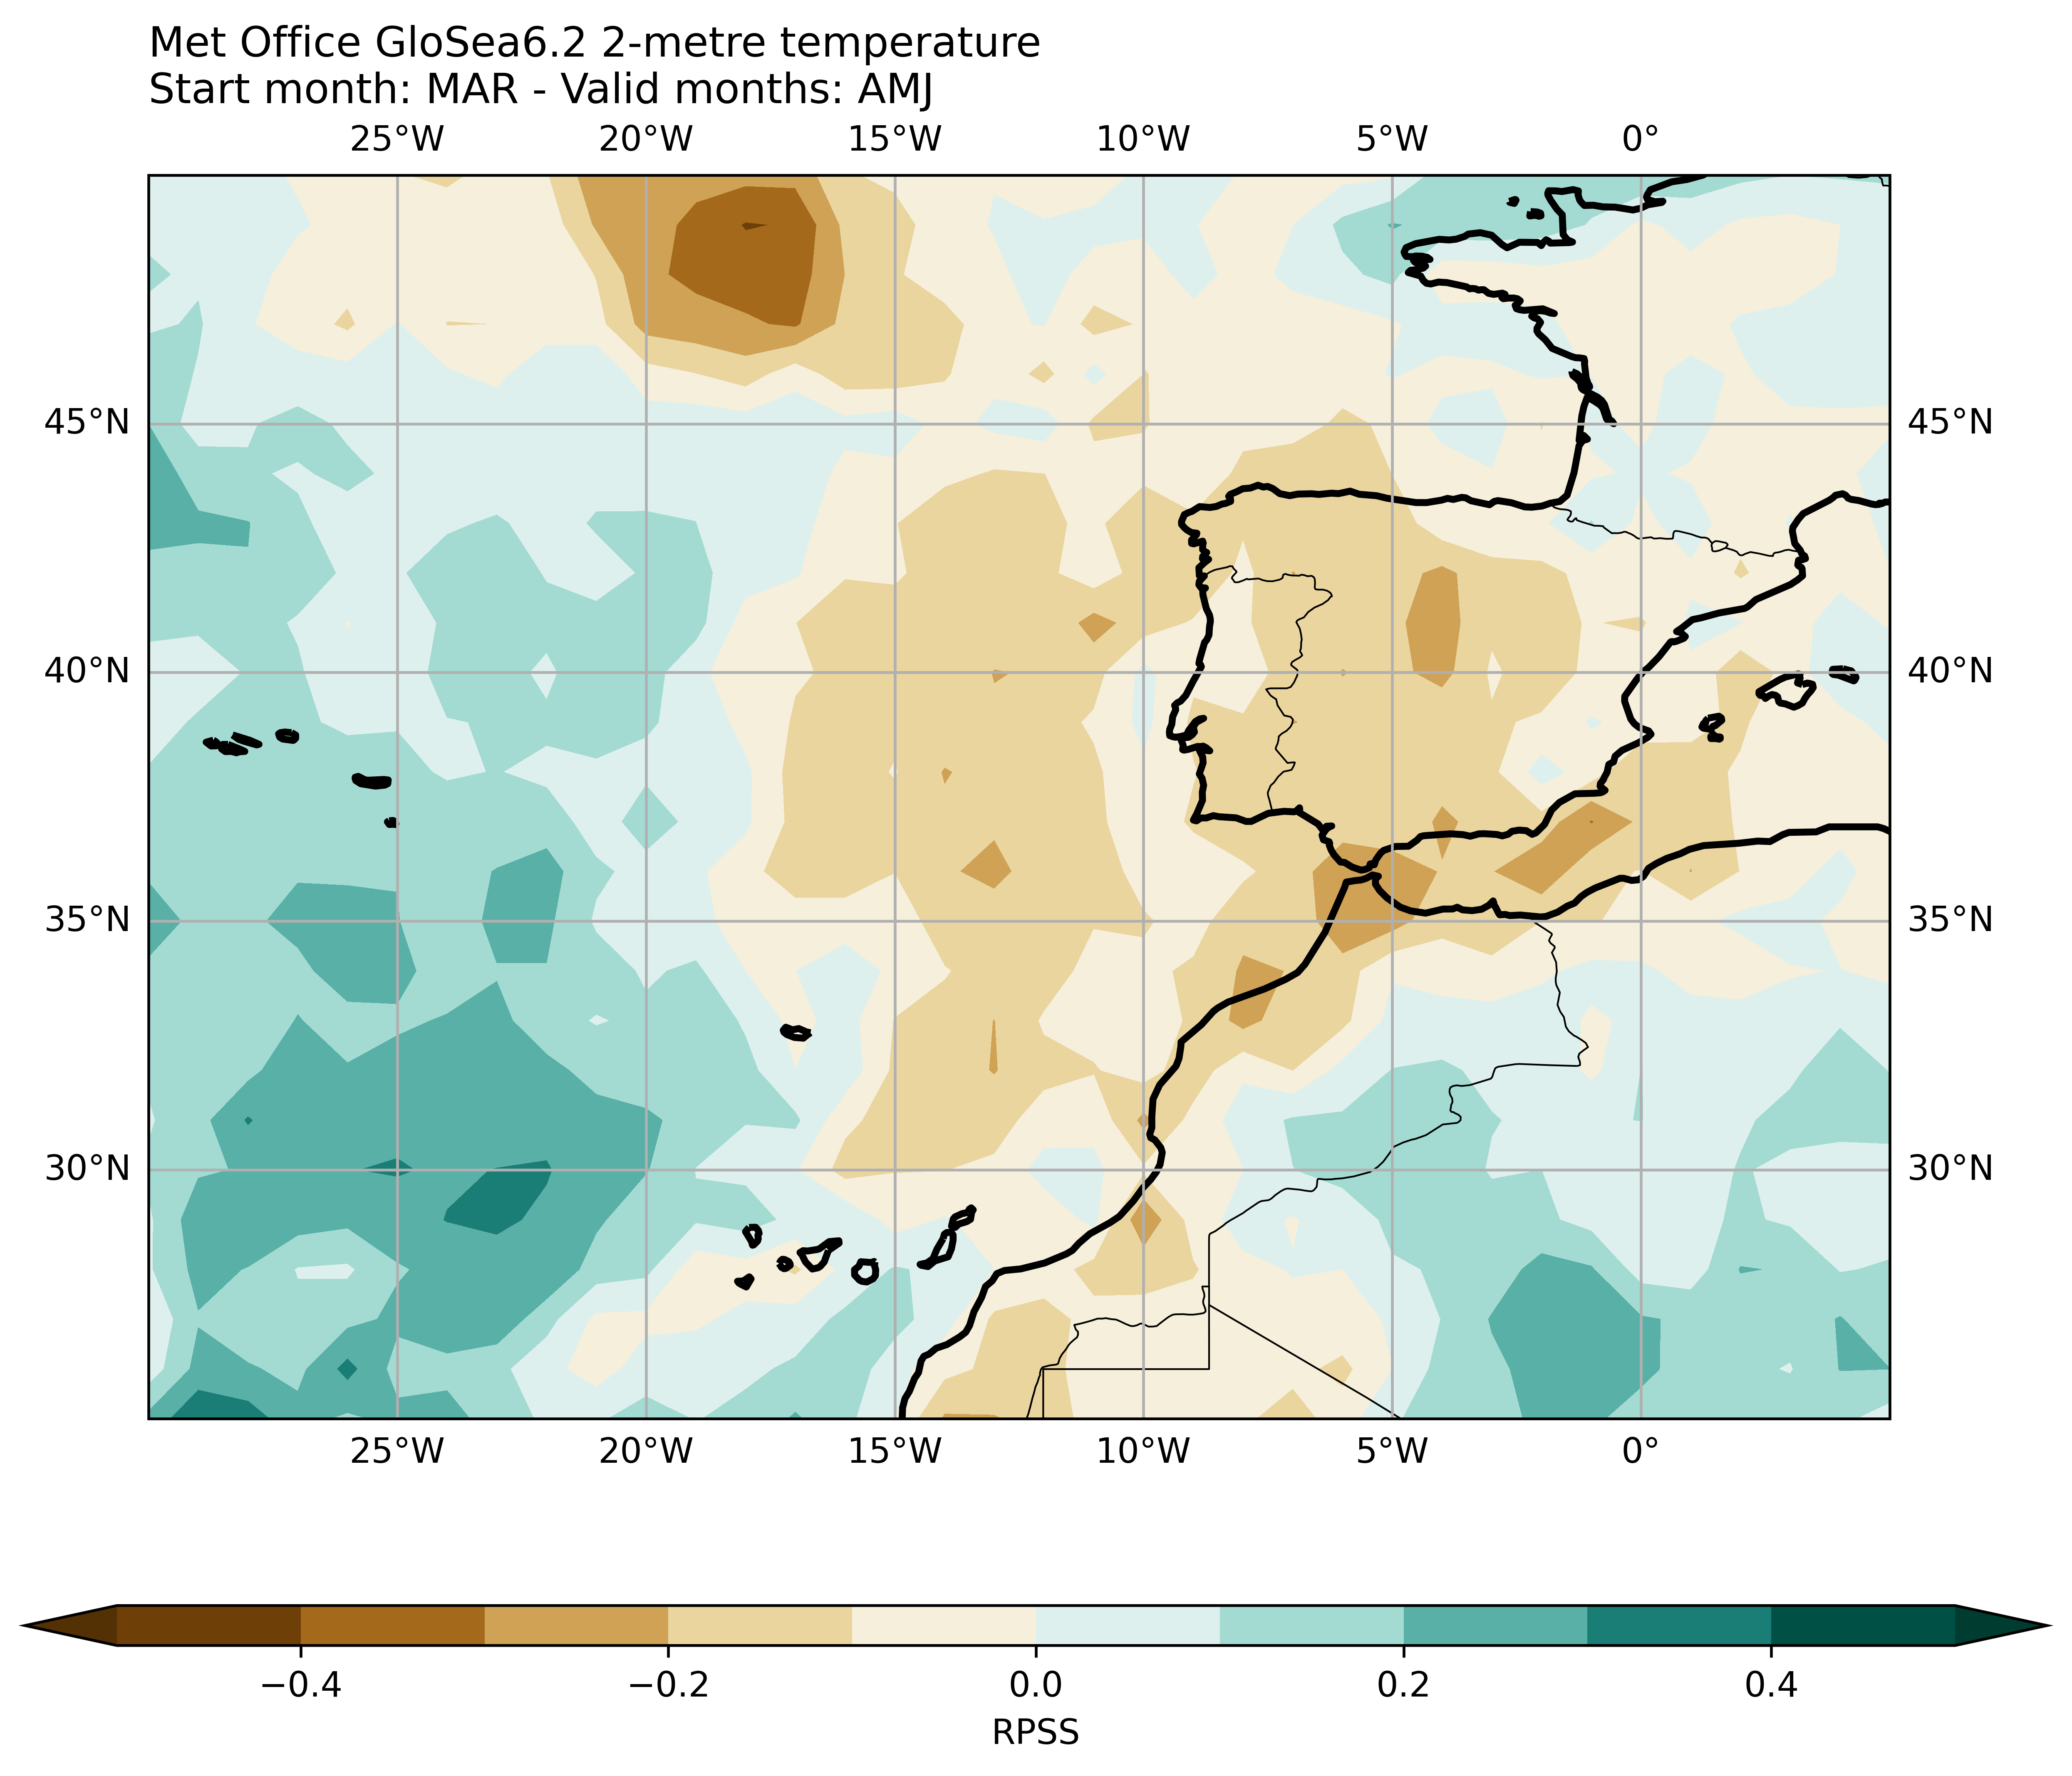 Met Office GloSea6.2 2-metre temperature
Start month: MAR - Valid months: AMJ
25°W 20°W 15°W 10°W 5°W 0°
45°N 45°N
40°N 40°N
35°N 35°N
30°N 30°N
25°W 20°W 15°W 10°W 5°W 0°
−0.4 −0.2 0.0 0.2 0.4
RPSS